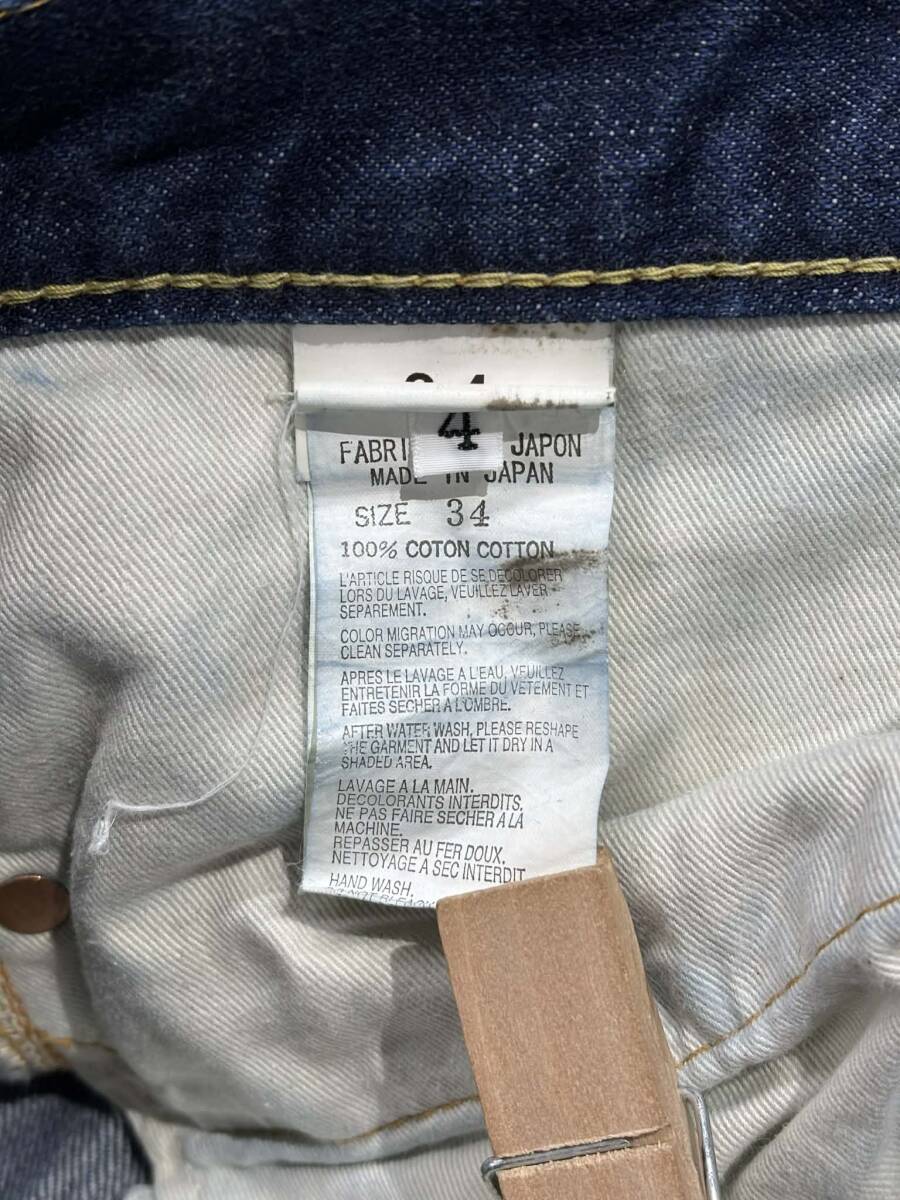 4
FABRI JAPON
MADE IN JAPAN
SIZE 34
100% COTON COTTON
L'ARTICLE RISQUE DE SE DECOLORER
LORS DU LAVAGE, VEUILLEZ LAVER
SEPAREMENT.
COLOR MIGRATION MAY OCCUR, PLEASE
CLEAN SEPARATELY.
APRES LE LAVAGE A L'EAU, VEUILLEZ
ENTRETENIR LA FORME DU VETEMENT ET
FAITES SECHER A L'OMBRE.
AFTER WATER WASH, PLEASE RESHAPE
THE GARMENT AND LET IT DRY IN A
SHADED AREA.
LAVAGE A LA MAIN.
DECOLORANTS INTERDITS.
NE PAS FAIRE SECHER A LA
MACHINE.
REPASSER AU FER DOUX.
NETTOYAGE A SEC INTERDIT
HAND WASH.